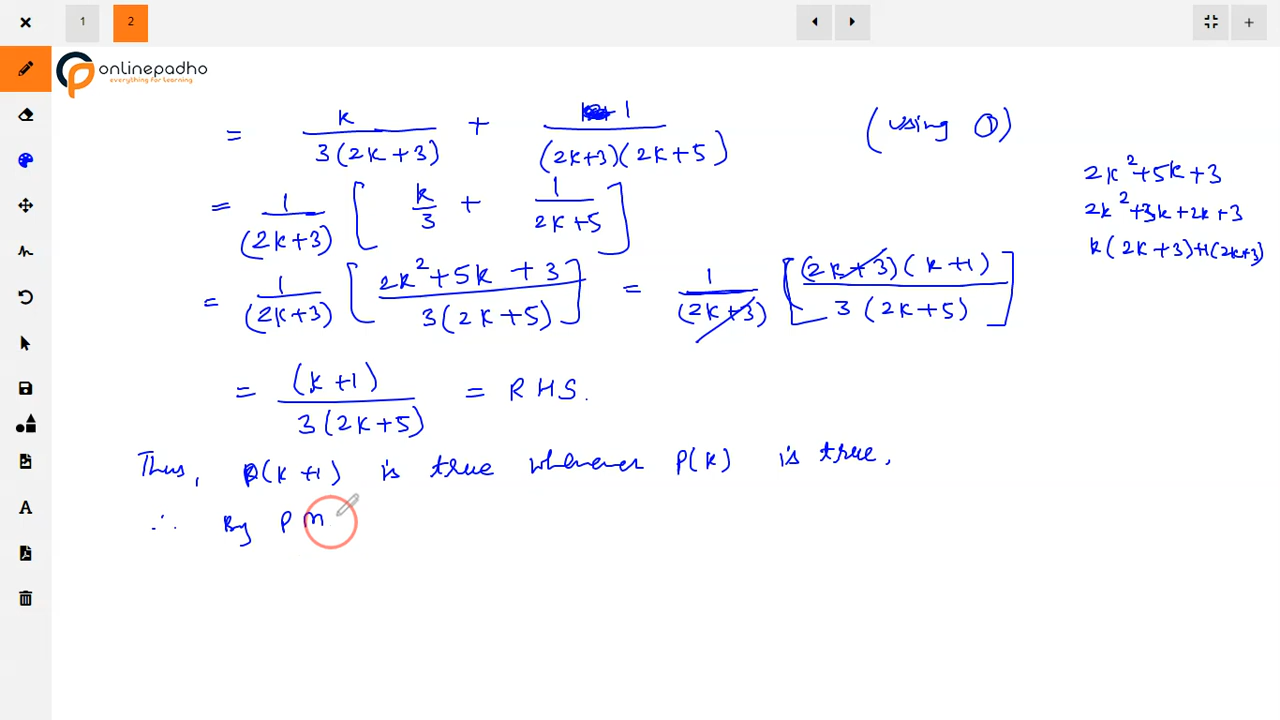 1 2
onlinepadho
everything for learning
= k/3(2k+3) + 1/(2k+3)(2k+5) (using ①)
= 1/(2k+3) [ k/3 + 1/2k+5 ]
= 1/(2k+3) [ 2k²+5k+3/3(2k+5) ] = 1/(2k+3) [ (2k+3)(k+1)/3(2k+5) ]
= (k+1)/3(2k+5) = RHS.
Thus, P(k+1) is true whenever P(k) is true.
∴ By P M
2k²+5k+3
2k²+3k+2k+3
k(2k+3)+1(2k+3)
A